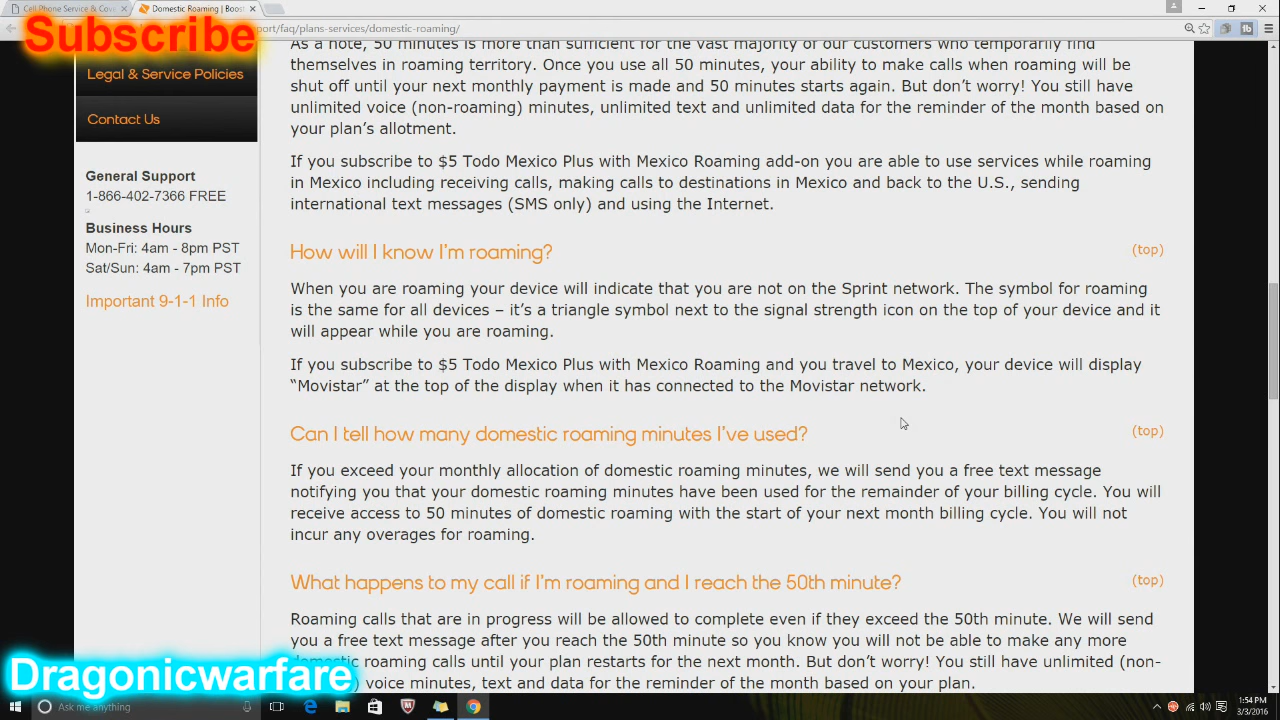 Cell Phone Service & Cov
Domestic Roaming | Boos
Subscribe
port/faq/plans-services/domestic-roaming/
Legal & Service Policies
Contact Us
General Support
1-866-402-7366 FREE
Business Hours
Mon-Fri: 4am - 8pm PST
Sat/Sun: 4am - 7pm PST
Important 9-1-1 Info
As a note, 50 minutes is more than sufficient for the vast majority of our customers who temporarily find
themselves in roaming territory. Once you use all 50 minutes, your ability to make calls when roaming will be
shut off until your next monthly payment is made and 50 minutes starts again. But don’t worry! You still have
unlimited voice (non-roaming) minutes, unlimited text and unlimited data for the reminder of the month based on
your plan’s allotment.
If you subscribe to $5 Todo Mexico Plus with Mexico Roaming add-on you are able to use services while roaming
in Mexico including receiving calls, making calls to destinations in Mexico and back to the U.S., sending
international text messages (SMS only) and using the Internet.
How will I know I'm roaming? (top)
When you are roaming your device will indicate that you are not on the Sprint network. The symbol for roaming
is the same for all devices – it’s a triangle symbol next to the signal strength icon on the top of your device and it
will appear while you are roaming.
If you subscribe to $5 Todo Mexico Plus with Mexico Roaming and you travel to Mexico, your device will display
“Movistar” at the top of the display when it has connected to the Movistar network.
Can I tell how many domestic roaming minutes I've used? (top)
If you exceed your monthly allocation of domestic roaming minutes, we will send you a free text message
notifying you that your domestic roaming minutes have been used for the remainder of your billing cycle. You will
receive access to 50 minutes of domestic roaming with the start of your next month billing cycle. You will not
incur any overages for roaming.
What happens to my call if I'm roaming and I reach the 50th minute? (top)
Roaming calls that are in progress will be allowed to complete even if they exceed the 50th minute. We will send
you a free text message after you reach the 50th minute so you know you will not be able to make any more
domestic roaming calls until your plan restarts for the next month. But don’t worry! You still have unlimited (non-
voice minutes, text and data for the reminder of the month based on your plan.
Dragonicwarfare
Ask me anything
1:54 PM
3/3/2016